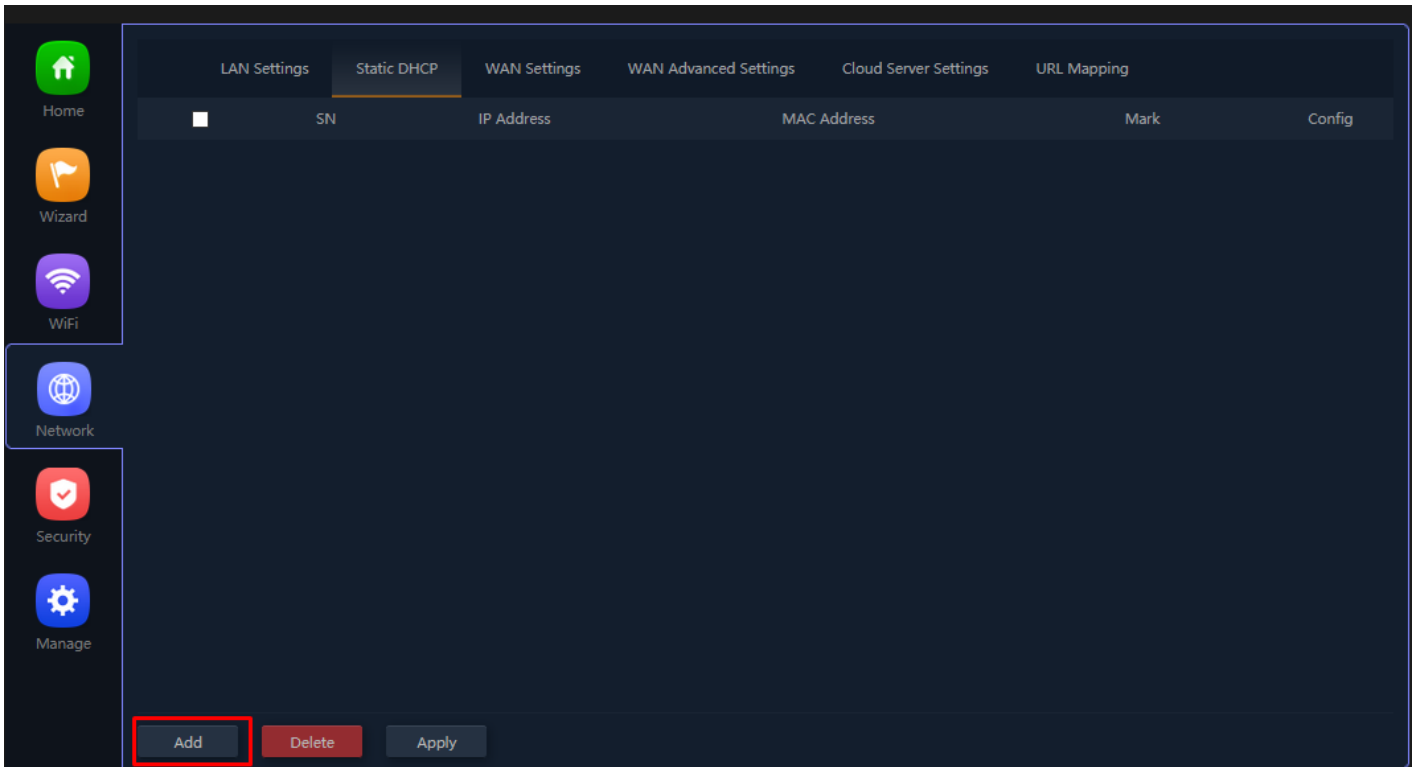 LAN Settings Static DHCP WAN Settings WAN Advanced Settings Cloud Server Settings URL Mapping
SN IP Address MAC Address Mark Config
Home
Wizard
WiFi
Network
Security
Manage
Add Delete Apply